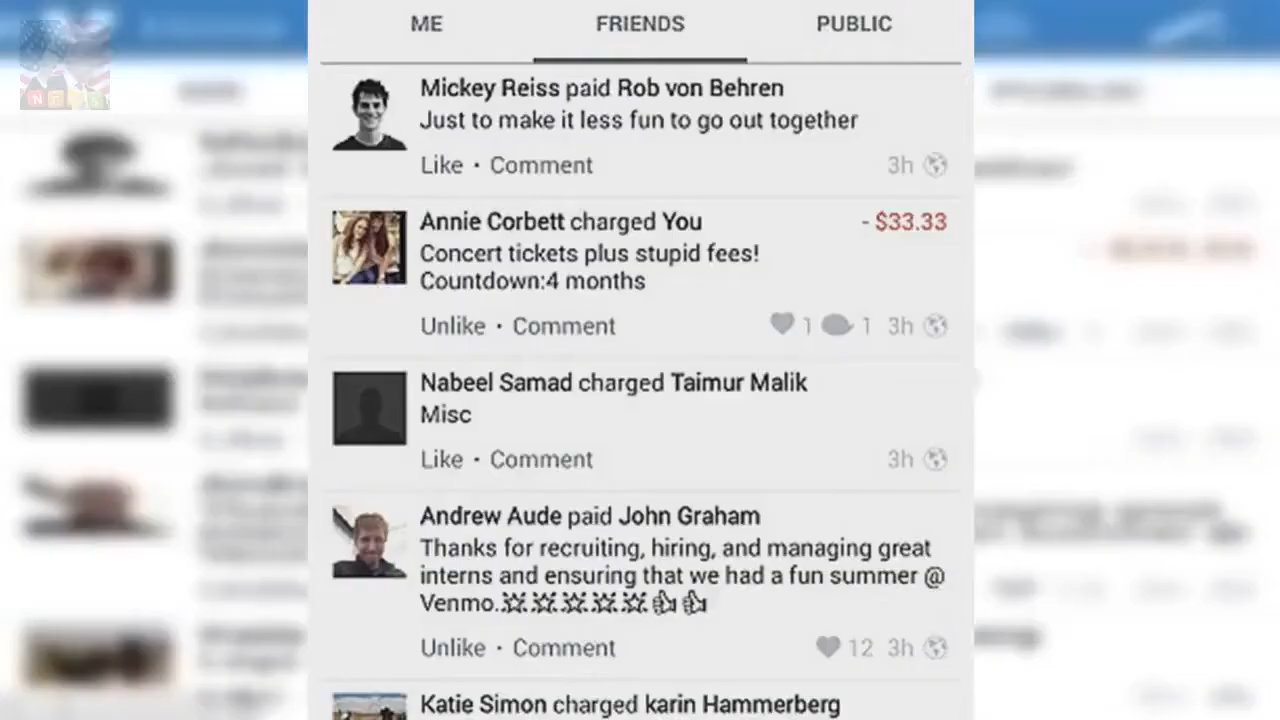 ME FRIENDS PUBLIC
Mickey Reiss paid Rob von Behren
Just to make it less fun to go out together
Like · Comment 3h
Annie Corbett charged You - $33.33
Concert tickets plus stupid fees!
Countdown:4 months
Unlike · Comment 1 1 3h
Nabeel Samad charged Taimur Malik
Misc
Like · Comment 3h
Andrew Aude paid John Graham
Thanks for recruiting, hiring, and managing great
interns and ensuring that we had a fun summer @
Venmo.
Unlike · Comment 12 3h
Katie Simon charged karin Hammerberg